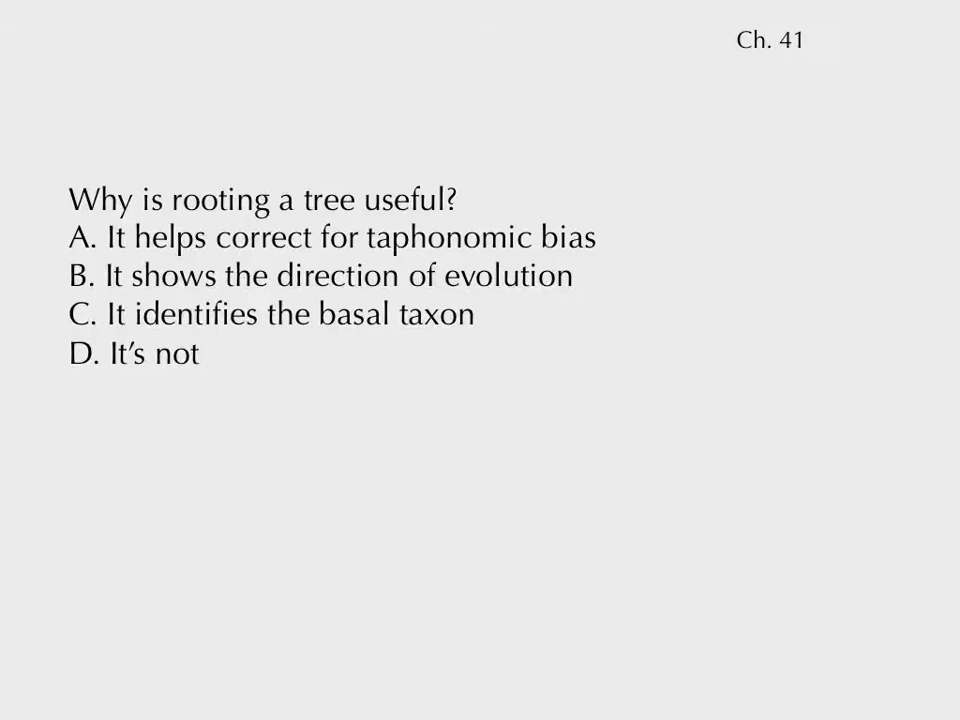 Ch. 41
Why is rooting a tree useful?
A. It helps correct for taphonomic bias
B. It shows the direction of evolution
C. It identifies the basal taxon
D. It’s not